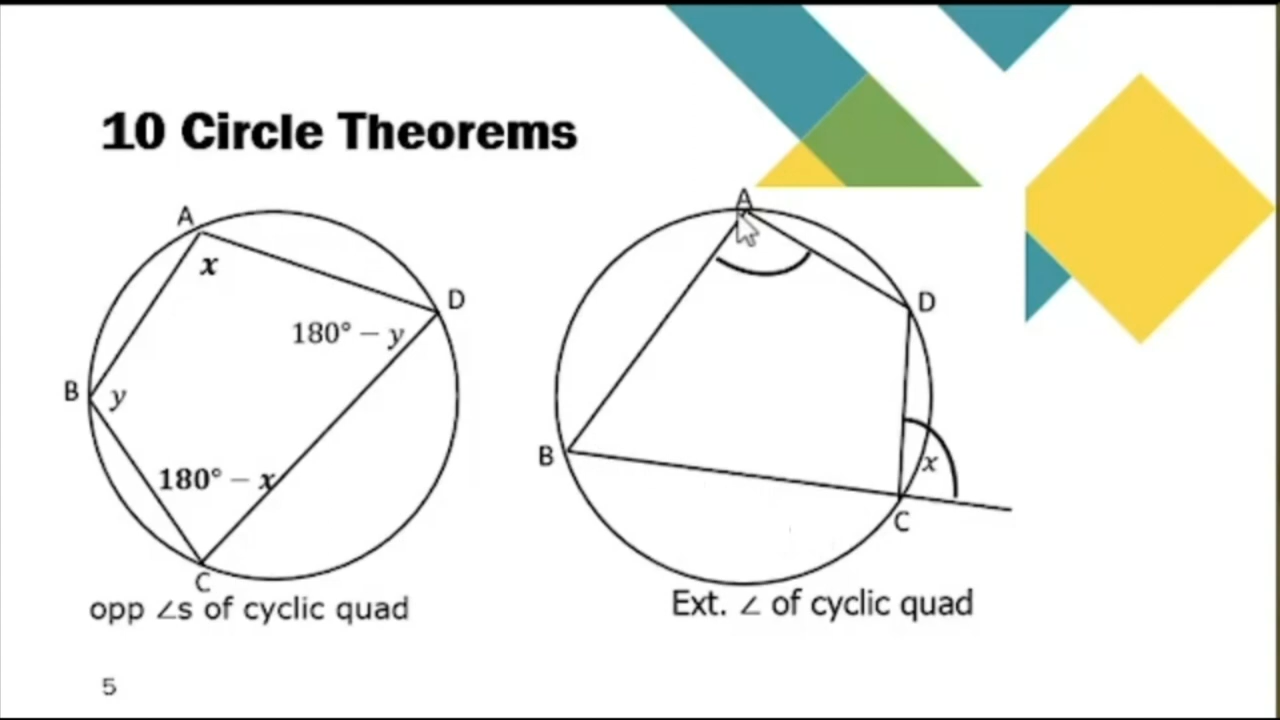 10 Circle Theorems
A
x
D
180° − y
B
y
180° − x
C
opp ∠s of cyclic quad
A
D
B
x
C
Ext. ∠ of cyclic quad
5